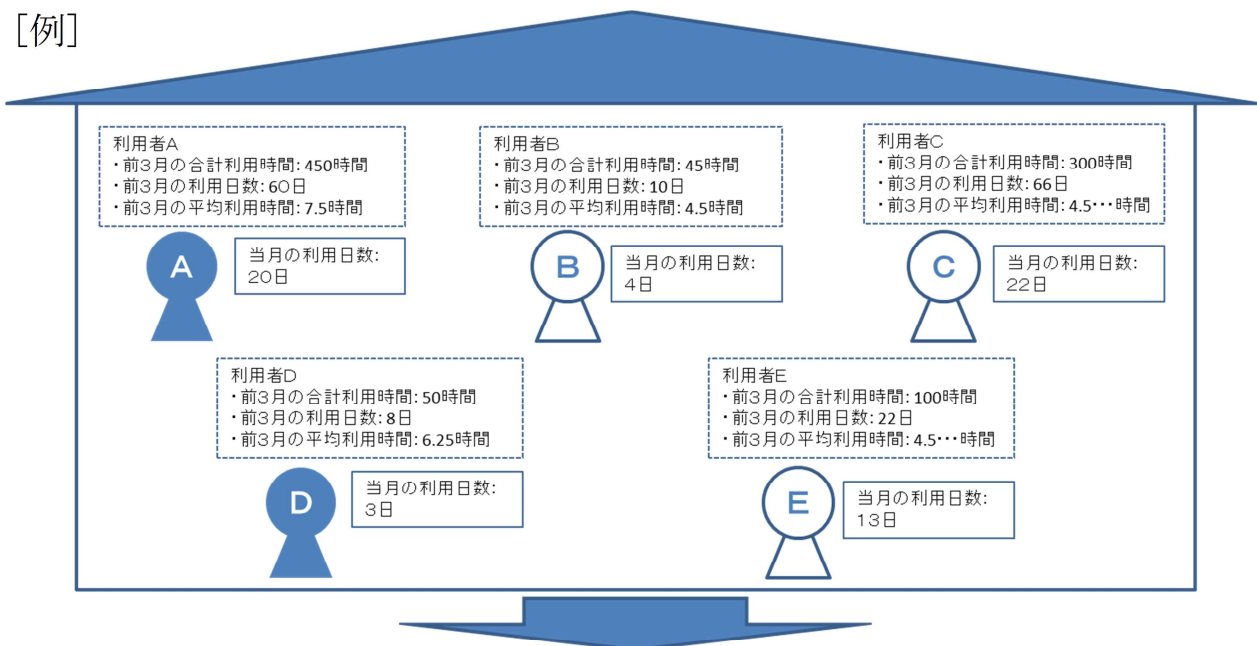 [例]
利用者A
・前3月の合計利用時間:450時間
・前3月の利用日数:60日
・前3月の平均利用時間:7.5時間
A
当月の利用日数:
20日
利用者B
・前3月の合計利用時間:45時間
・前3月の利用日数:10日
・前3月の平均利用時間:4.5時間
B
当月の利用日数:
4日
利用者C
・前3月の合計利用時間:300時間
・前3月の利用日数:66日
・前3月の平均利用時間:4.5・・・時間
C
当月の利用日数:
22日
利用者D
・前3月の合計利用時間:50時間
・前3月の利用日数:8日
・前3月の平均利用時間:6.25時間
D
当月の利用日数:
3日
利用者E
・前3月の合計利用時間:100時間
・前3月の利用日数:22日
・前3月の平均利用時間:4.5・・・時間
E
当月の利用日数:
13日